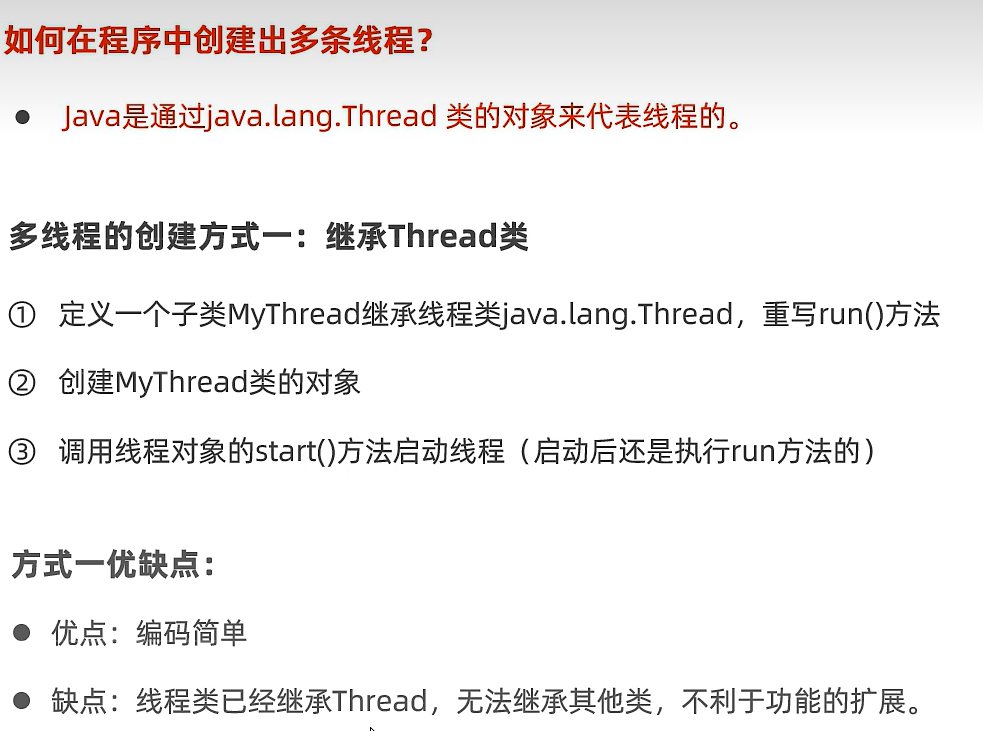 如何在程序中创建出多条线程？
● Java是通过java.lang.Thread 类的对象来代表线程的。
多线程的创建方式一：继承Thread类
① 定义一个子类MyThread继承线程类java.lang.Thread，重写run()方法
② 创建MyThread类的对象
③ 调用线程对象的start()方法启动线程（启动后还是执行run方法的）
方式一优缺点：
● 优点：编码简单
● 缺点：线程类已经继承Thread，无法继承其他类，不利于功能的扩展。